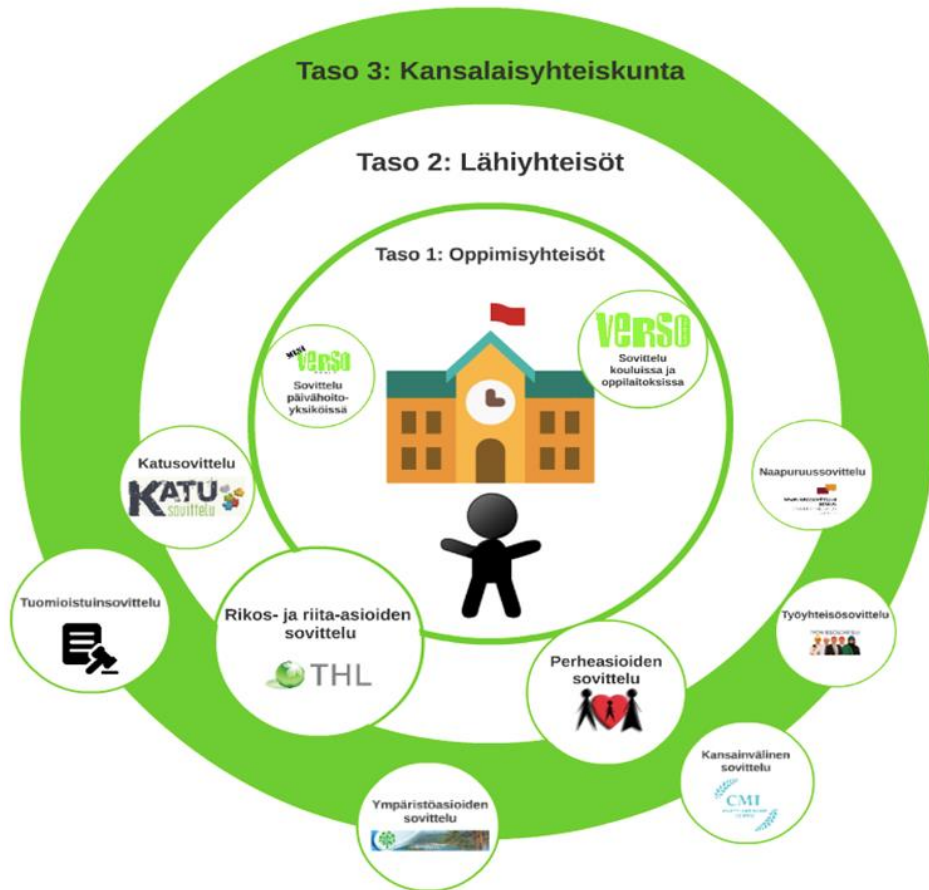 Taso 3: Kansalaisyhteiskunta
Taso 2: Lähiyhteisöt
Taso 1: Oppimisyhteisöt
VERSO
Sovittelu
kouluissa ja
oppilaitoksissa
VERSO
Sovittelu
päivähoito-
yksiköissä
Katusovittelu
KATU
sovittelu
Naapuruussovittelu
Tuomioistuinsovittelu
Rikos- ja riita-asioiden
sovittelu
THL
Työyhteisösovittelu
Perheasioiden
sovittelu
Kansainvälinen
sovittelu
CMI
Ympäristöasioiden
sovittelu